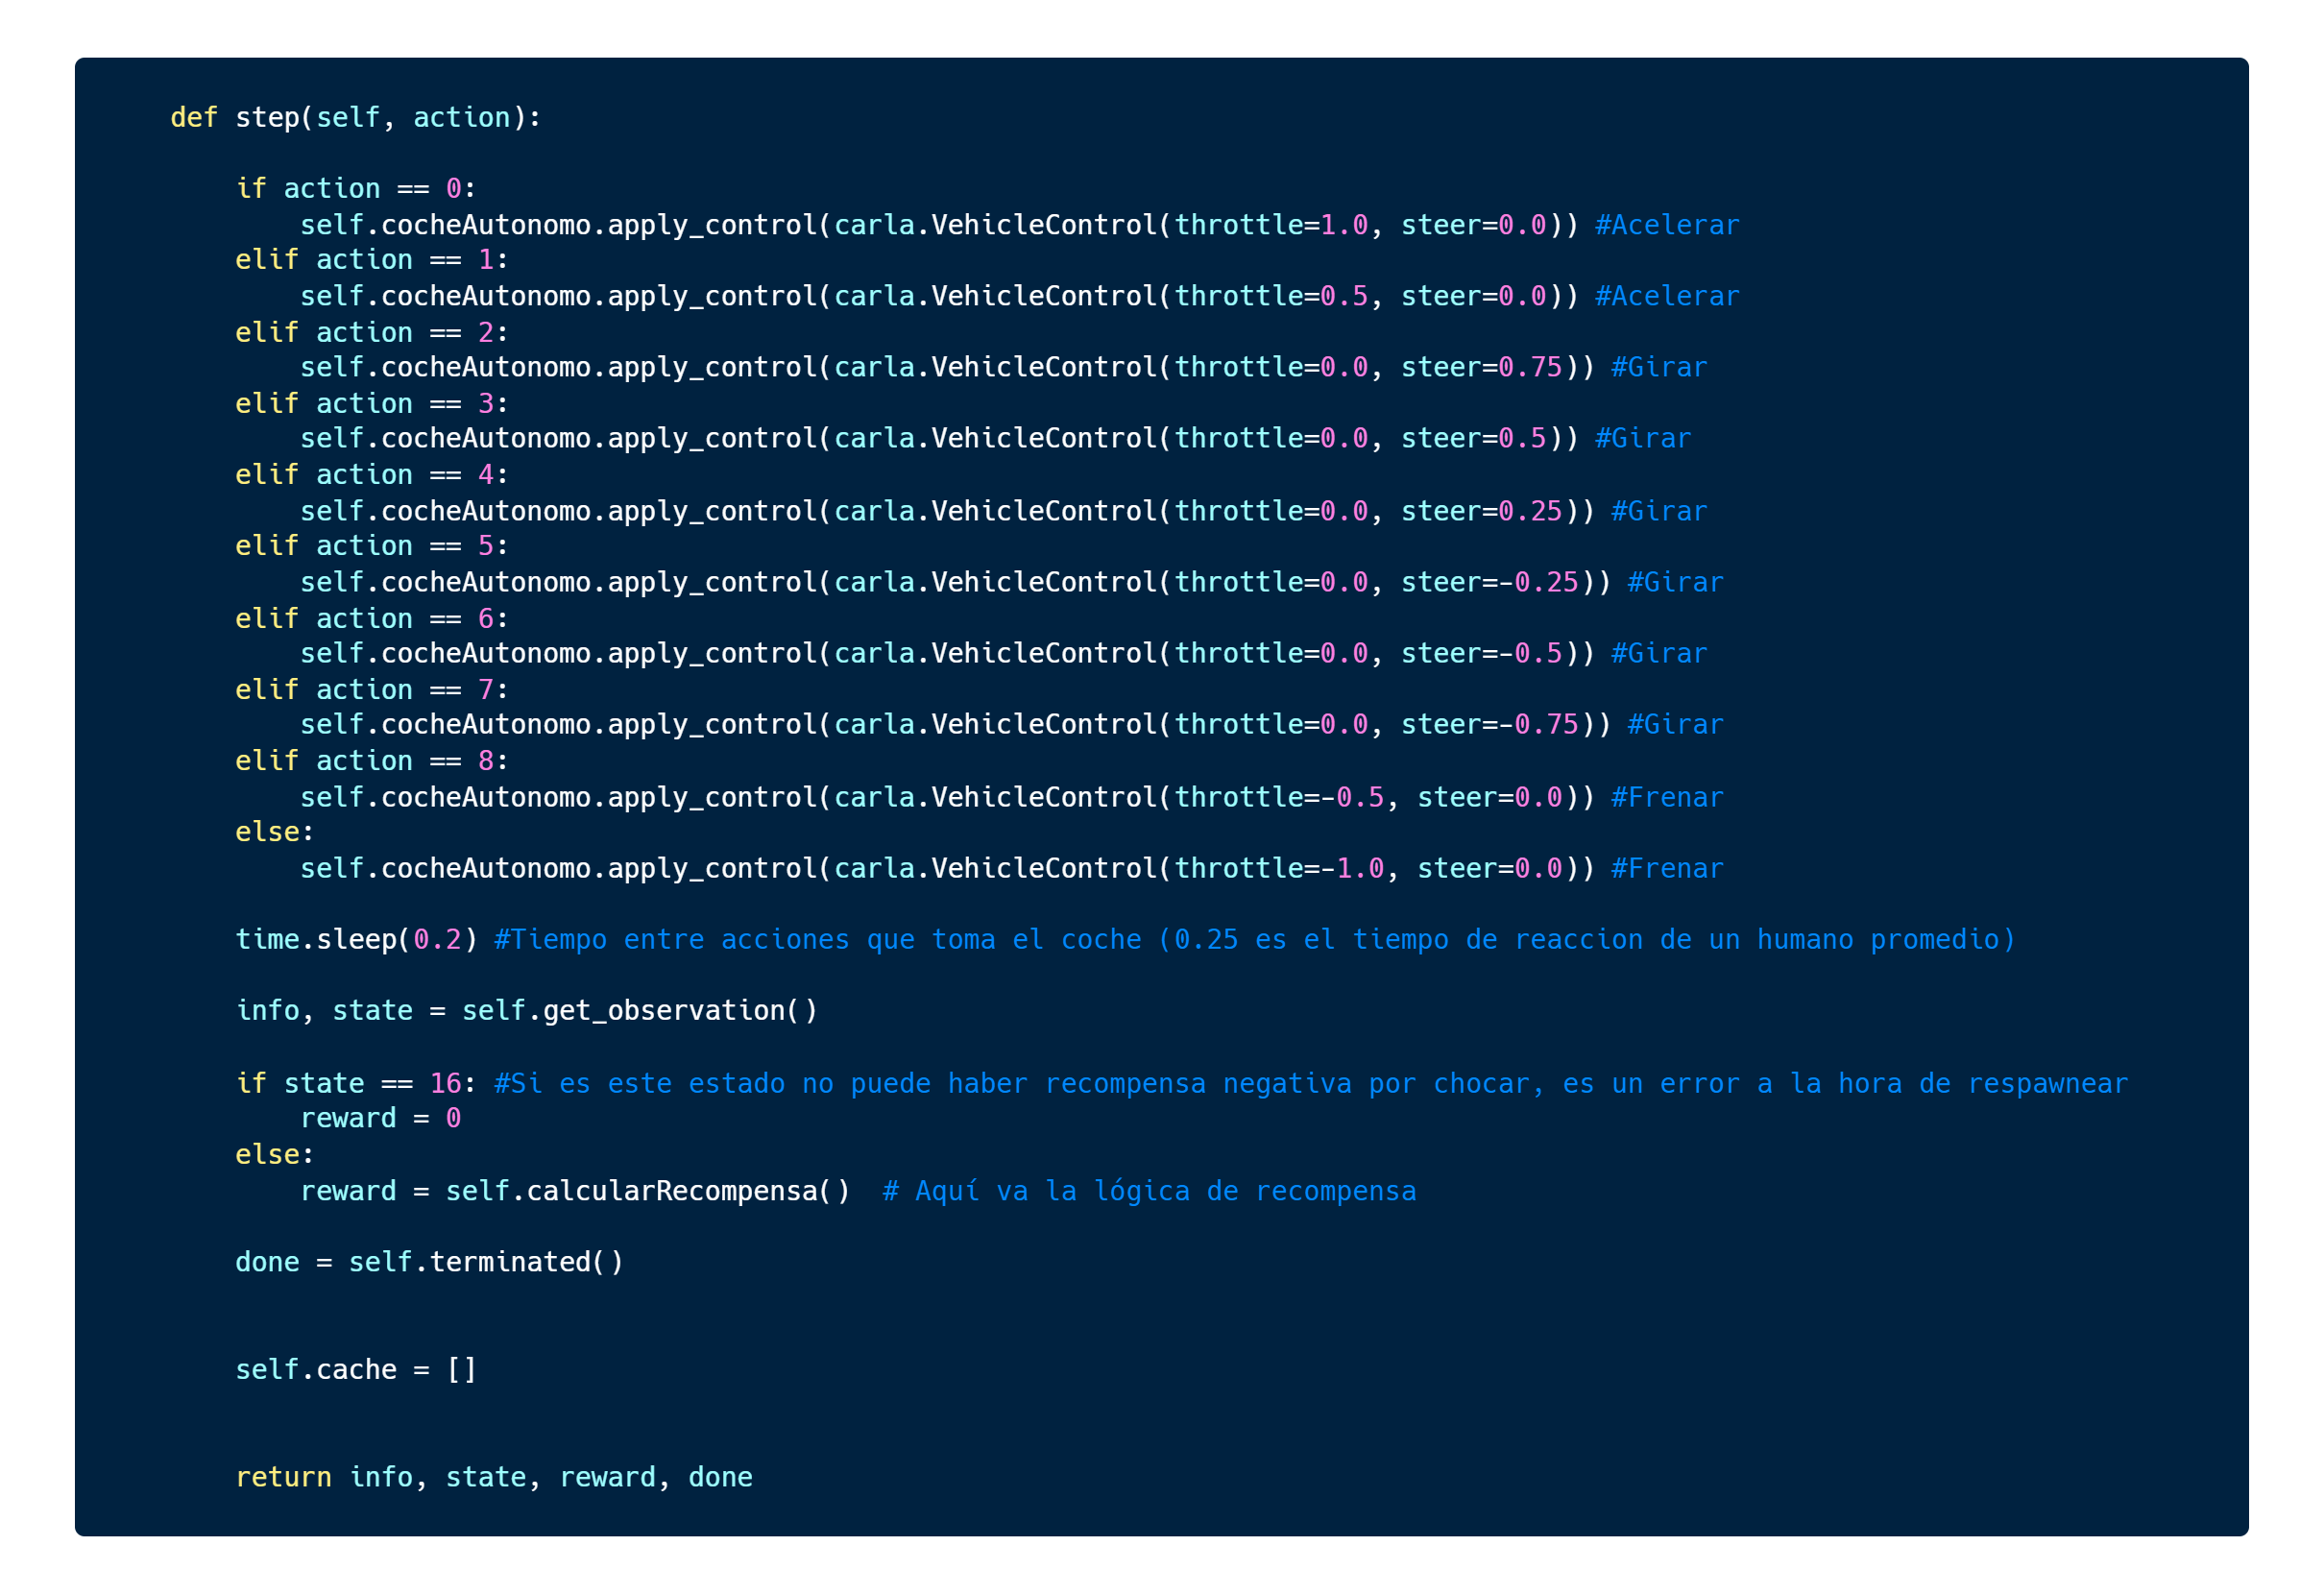 def step(self, action):
if action == 0:
self.cocheAutonomo.apply_control(carla.VehicleControl(throttle=1.0, steer=0.0)) #Acelerar
elif action == 1:
self.cocheAutonomo.apply_control(carla.VehicleControl(throttle=0.5, steer=0.0)) #Acelerar
elif action == 2:
self.cocheAutonomo.apply_control(carla.VehicleControl(throttle=0.0, steer=0.75)) #Girar
elif action == 3:
self.cocheAutonomo.apply_control(carla.VehicleControl(throttle=0.0, steer=0.5)) #Girar
elif action == 4:
self.cocheAutonomo.apply_control(carla.VehicleControl(throttle=0.0, steer=0.25)) #Girar
elif action == 5:
self.cocheAutonomo.apply_control(carla.VehicleControl(throttle=0.0, steer=-0.25)) #Girar
elif action == 6:
self.cocheAutonomo.apply_control(carla.VehicleControl(throttle=0.0, steer=-0.5)) #Girar
elif action == 7:
self.cocheAutonomo.apply_control(carla.VehicleControl(throttle=0.0, steer=-0.75)) #Girar
elif action == 8:
self.cocheAutonomo.apply_control(carla.VehicleControl(throttle=-0.5, steer=0.0)) #Frenar
else:
self.cocheAutonomo.apply_control(carla.VehicleControl(throttle=-1.0, steer=0.0)) #Frenar
time.sleep(0.2) #Tiempo entre acciones que toma el coche (0.25 es el tiempo de reaccion de un humano promedio)
info, state = self.get_observation()
if state == 16: #Si es este estado no puede haber recompensa negativa por chocar, es un error a la hora de respawnear
reward = 0
else:
reward = self.calcularRecompensa()  # Aquí va la lógica de recompensa
done = self.terminated()
self.cache = []
return info, state, reward, done